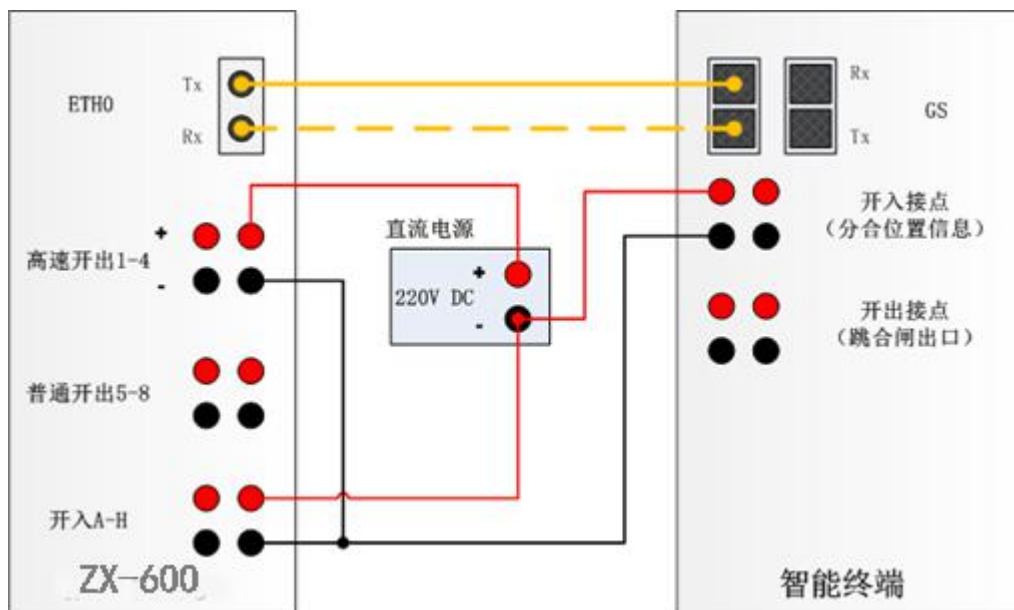 Tx
ETH0
Rx
Rx
GS
Tx
+
高速开出1-4
-
直流电源
+
220V DC
-
开入接点
(分合位置信息)
开出接点
(跳合闸出口)
普通开出5-8
开入A-H
ZX-600
智能终端